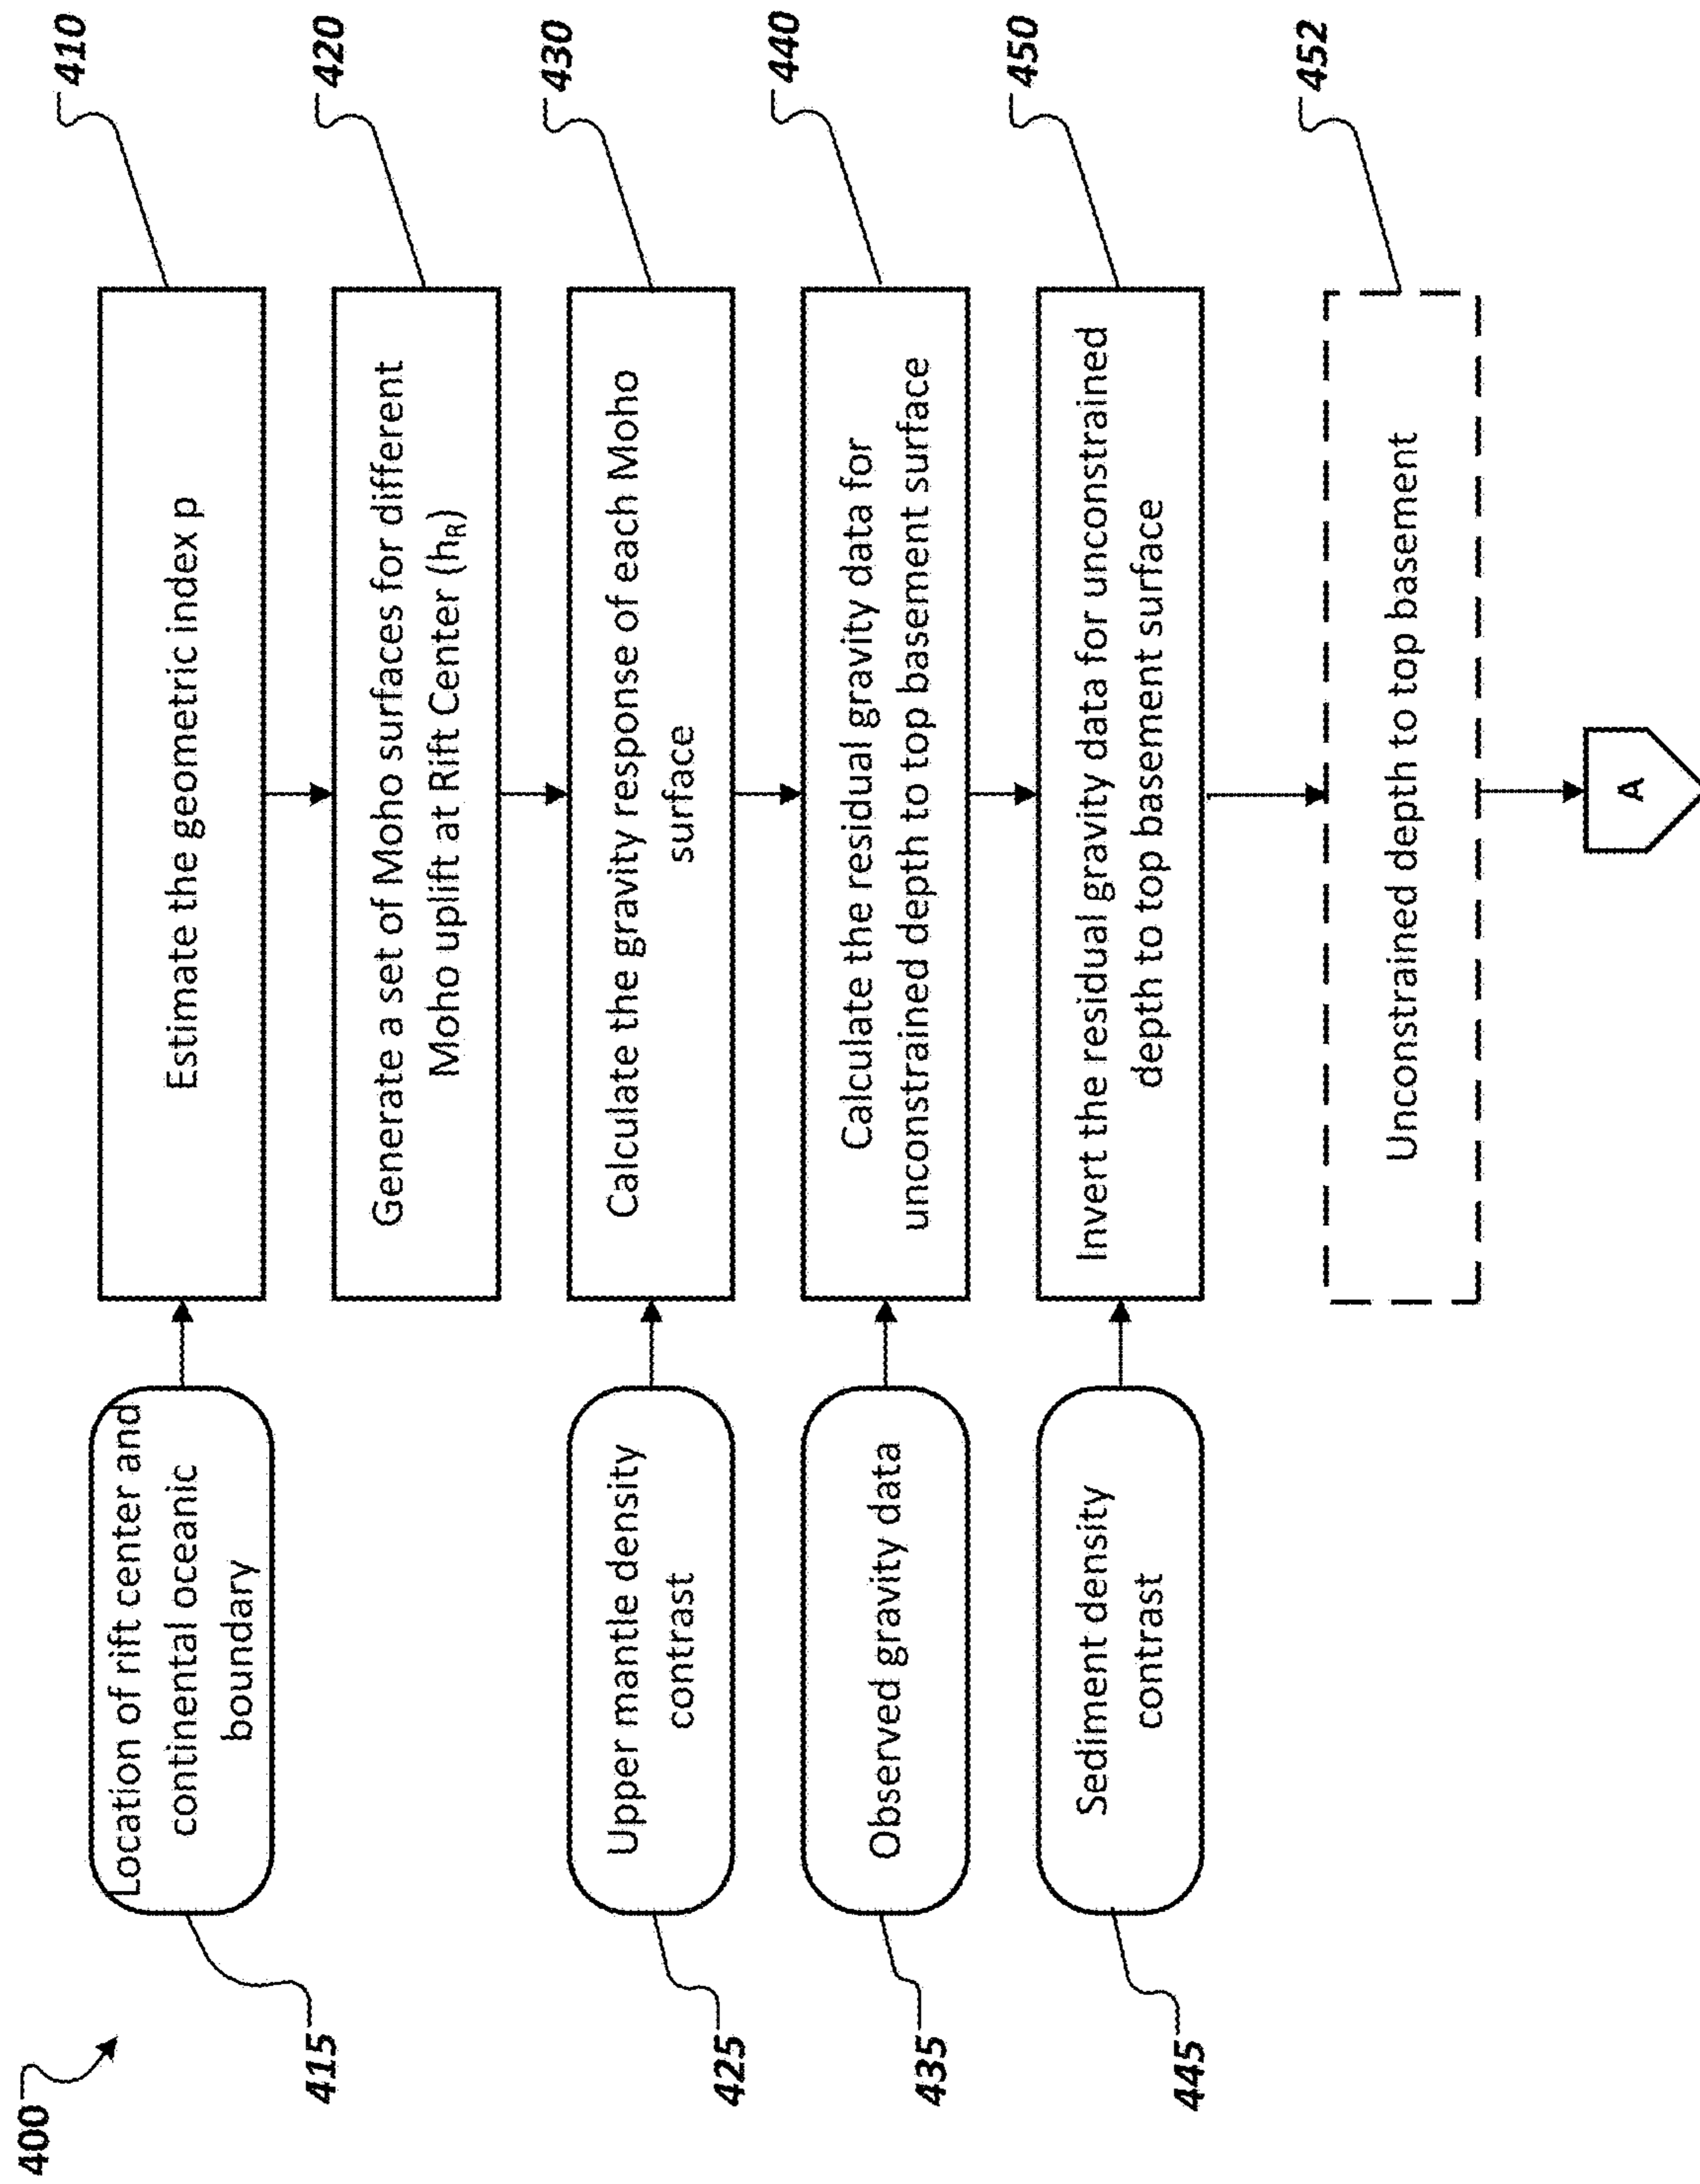 400
415
Location of rift center and
continental oceanic
boundary
410
Estimate the geometric index p
420
Generate a set of Moho surfaces for different
Moho uplift at Rift Center (hR)
425
Upper mantle density
contrast
430
Calculate the gravity response of each Moho
surface
435
Observed gravity data
440
Calculate the residual gravity data for
unconstrained depth to top basement surface
445
Sediment density
contrast
450
Invert the residual gravity data for unconstrained
depth to top basement surface
452
Unconstrained depth to top basement
A